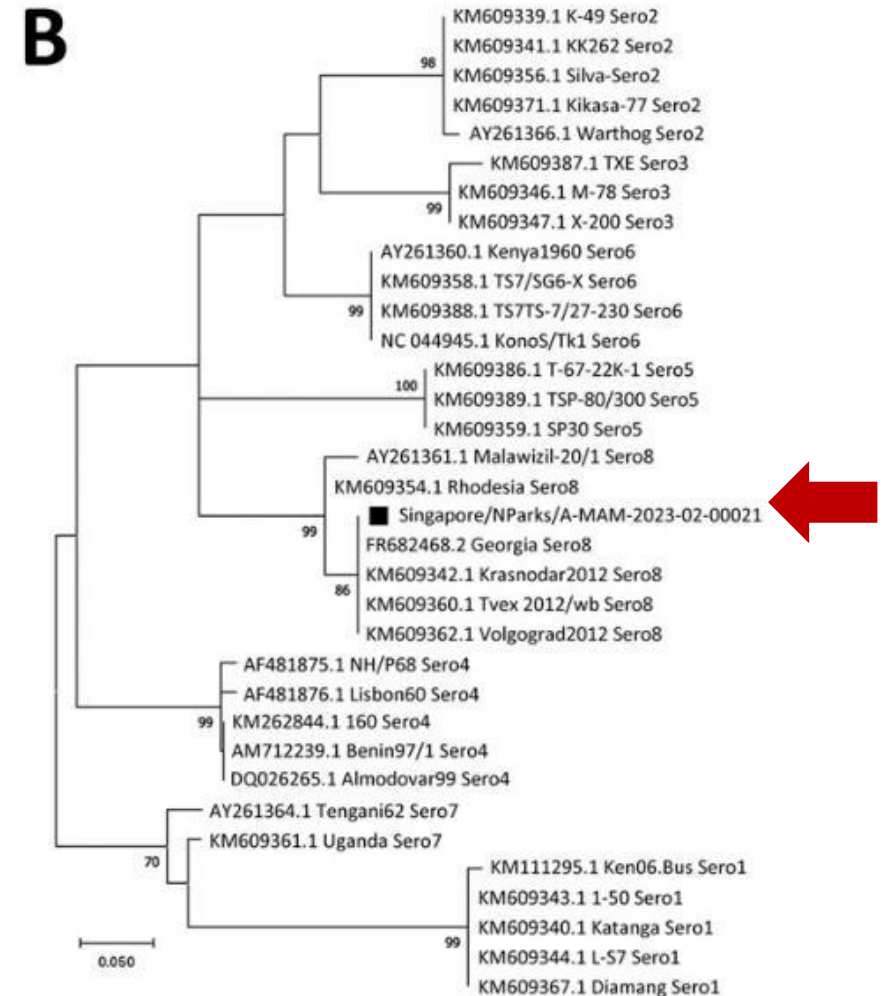 B
KM609339.1 K-49 Sero2
KM609341.1 KK262 Sero2
98
KM609356.1 Silva-Sero2
KM609371.1 Kikasa-77 Sero2
AY261366.1 Warthog Sero2
KM609387.1 TXE Sero3
KM609346.1 M-78 Sero3
99
KM609347.1 X-200 Sero3
AY261360.1 Kenya1960 Sero6
KM609358.1 TS7/SG6-X Sero6
99
KM609388.1 TS7TS-7/27-230 Sero6
NC 044945.1 KonoS/Tk1 Sero6
KM609386.1 T-67-22K-1 Sero5
100
KM609389.1 TSP-80/300 Sero5
KM609359.1 SP30 Sero5
AY261361.1 Malawizil-20/1 Sero8
KM609354.1 Rhodesia Sero8
Singapore/NParks/A-MAM-2023-02-00021
99
FR682468.2 Georgia Sero8
KM609342.1 Krasnodar2012 Sero8
86
KM609360.1 Tvex 2012/wb Sero8
KM609362.1 Volgograd2012 Sero8
AF481875.1 NH/P68 Sero4
AF481876.1 Lisbon60 Sero4
99
KM262844.1 160 Sero4
AM712239.1 Benin97/1 Sero4
DQ026265.1 Almodovar99 Sero4
AY261364.1 Tengani62 Sero7
KM609361.1 Uganda Sero7
70
KM111295.1 Ken06.Bus Sero1
KM609343.1 1-50 Sero1
KM609340.1 Katanga Sero1
99
KM609344.1 L-S7 Sero1
0.050
KM609367.1 Diamang Sero1